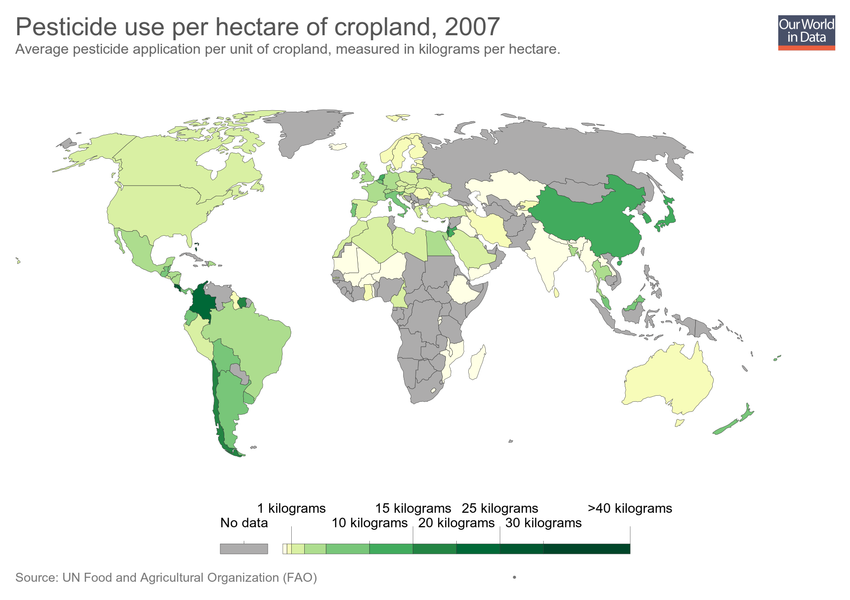 Pesticide use per hectare of cropland, 2007
Average pesticide application per unit of cropland, measured in kilograms per hectare.
Our World
in Data
1 kilograms 15 kilograms 25 kilograms >40 kilograms
No data 10 kilograms 20 kilograms 30 kilograms
Source: UN Food and Agricultural Organization (FAO)